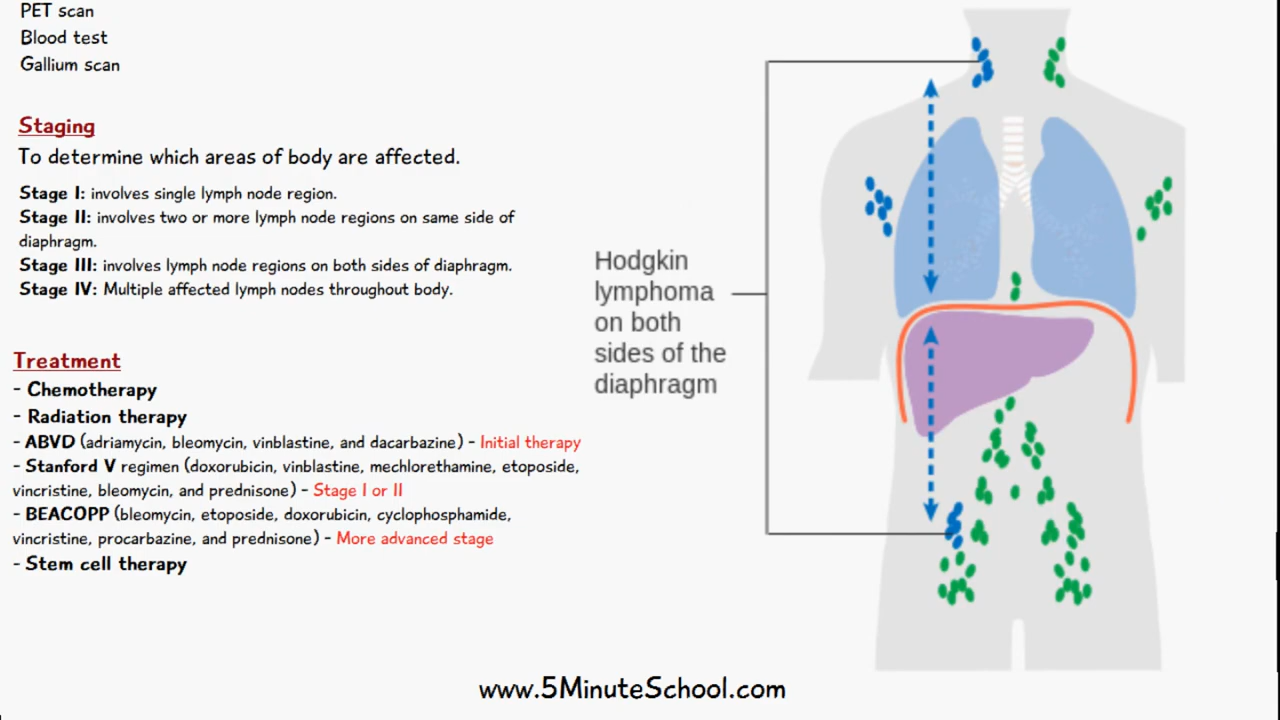 PET scan
Blood test
Gallium scan
Staging
To determine which areas of body are affected.
Stage I: involves single lymph node region.
Stage II: involves two or more lymph node regions on same side of
diaphragm.
Stage III: involves lymph node regions on both sides of diaphragm.
Stage IV: Multiple affected lymph nodes throughout body.
Treatment
- Chemotherapy
- Radiation therapy
- ABVD (adriamycin, bleomycin, vinblastine, and dacarbazine) - Initial therapy
- Stanford V regimen (doxorubicin, vinblastine, mechlorethamine, etoposide,
vincristine, bleomycin, and prednisone) - Stage I or II
- BEACOPP (bleomycin, etoposide, doxorubicin, cyclophosphamide,
vincristine, procarbazine, and prednisone) - More advanced stage
- Stem cell therapy
Hodgkin
lymphoma
on both
sides of the
diaphragm
www.5MinuteSchool.com